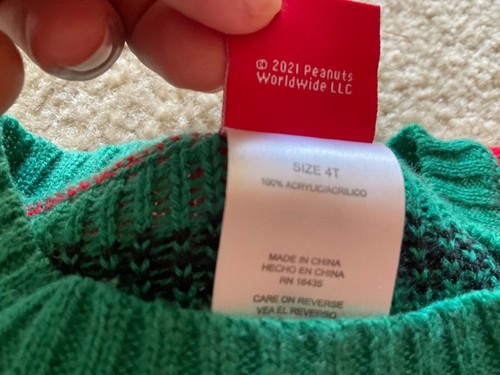 © 2021 Peanuts
Worldwide LLC
SIZE 4T
100% ACRYLIC/ACRILICO
MADE IN CHINA
HECHO EN CHINA
RN 16435
CARE ON REVERSE
VEA EL REVERSO